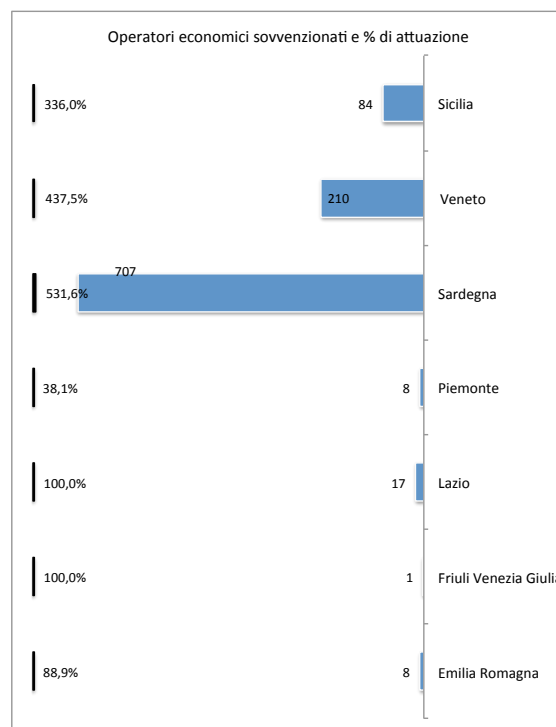 Operatori economici sovvenzionati e % di attuazione
336,0% 84 Sicilia
437,5% 210 Veneto
707
531,6% Sardegna
38,1% 8 Piemonte
100,0% 17 Lazio
100,0% 1 Friuli Venezia Giulia
88,9% 8 Emilia Romagna